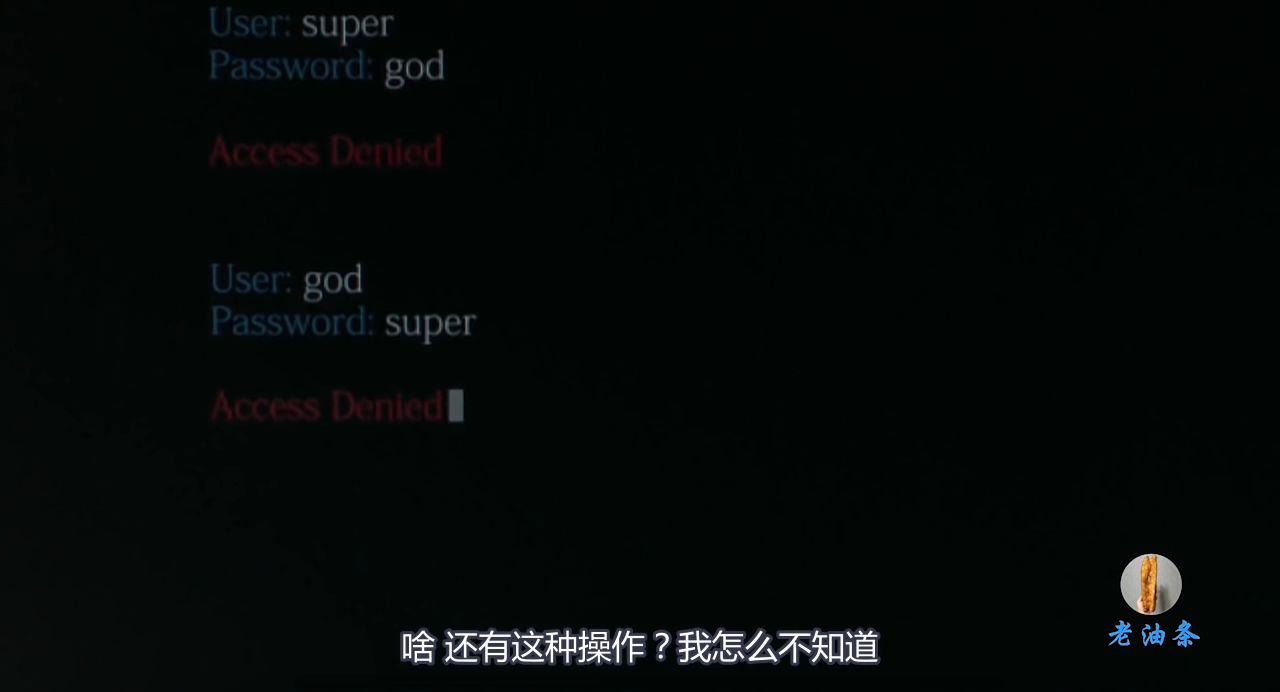 User: super
Password: god
Access Denied
User: god
Password: super
Access Denied
啥 还有这种操作？我怎么不知道
老油条